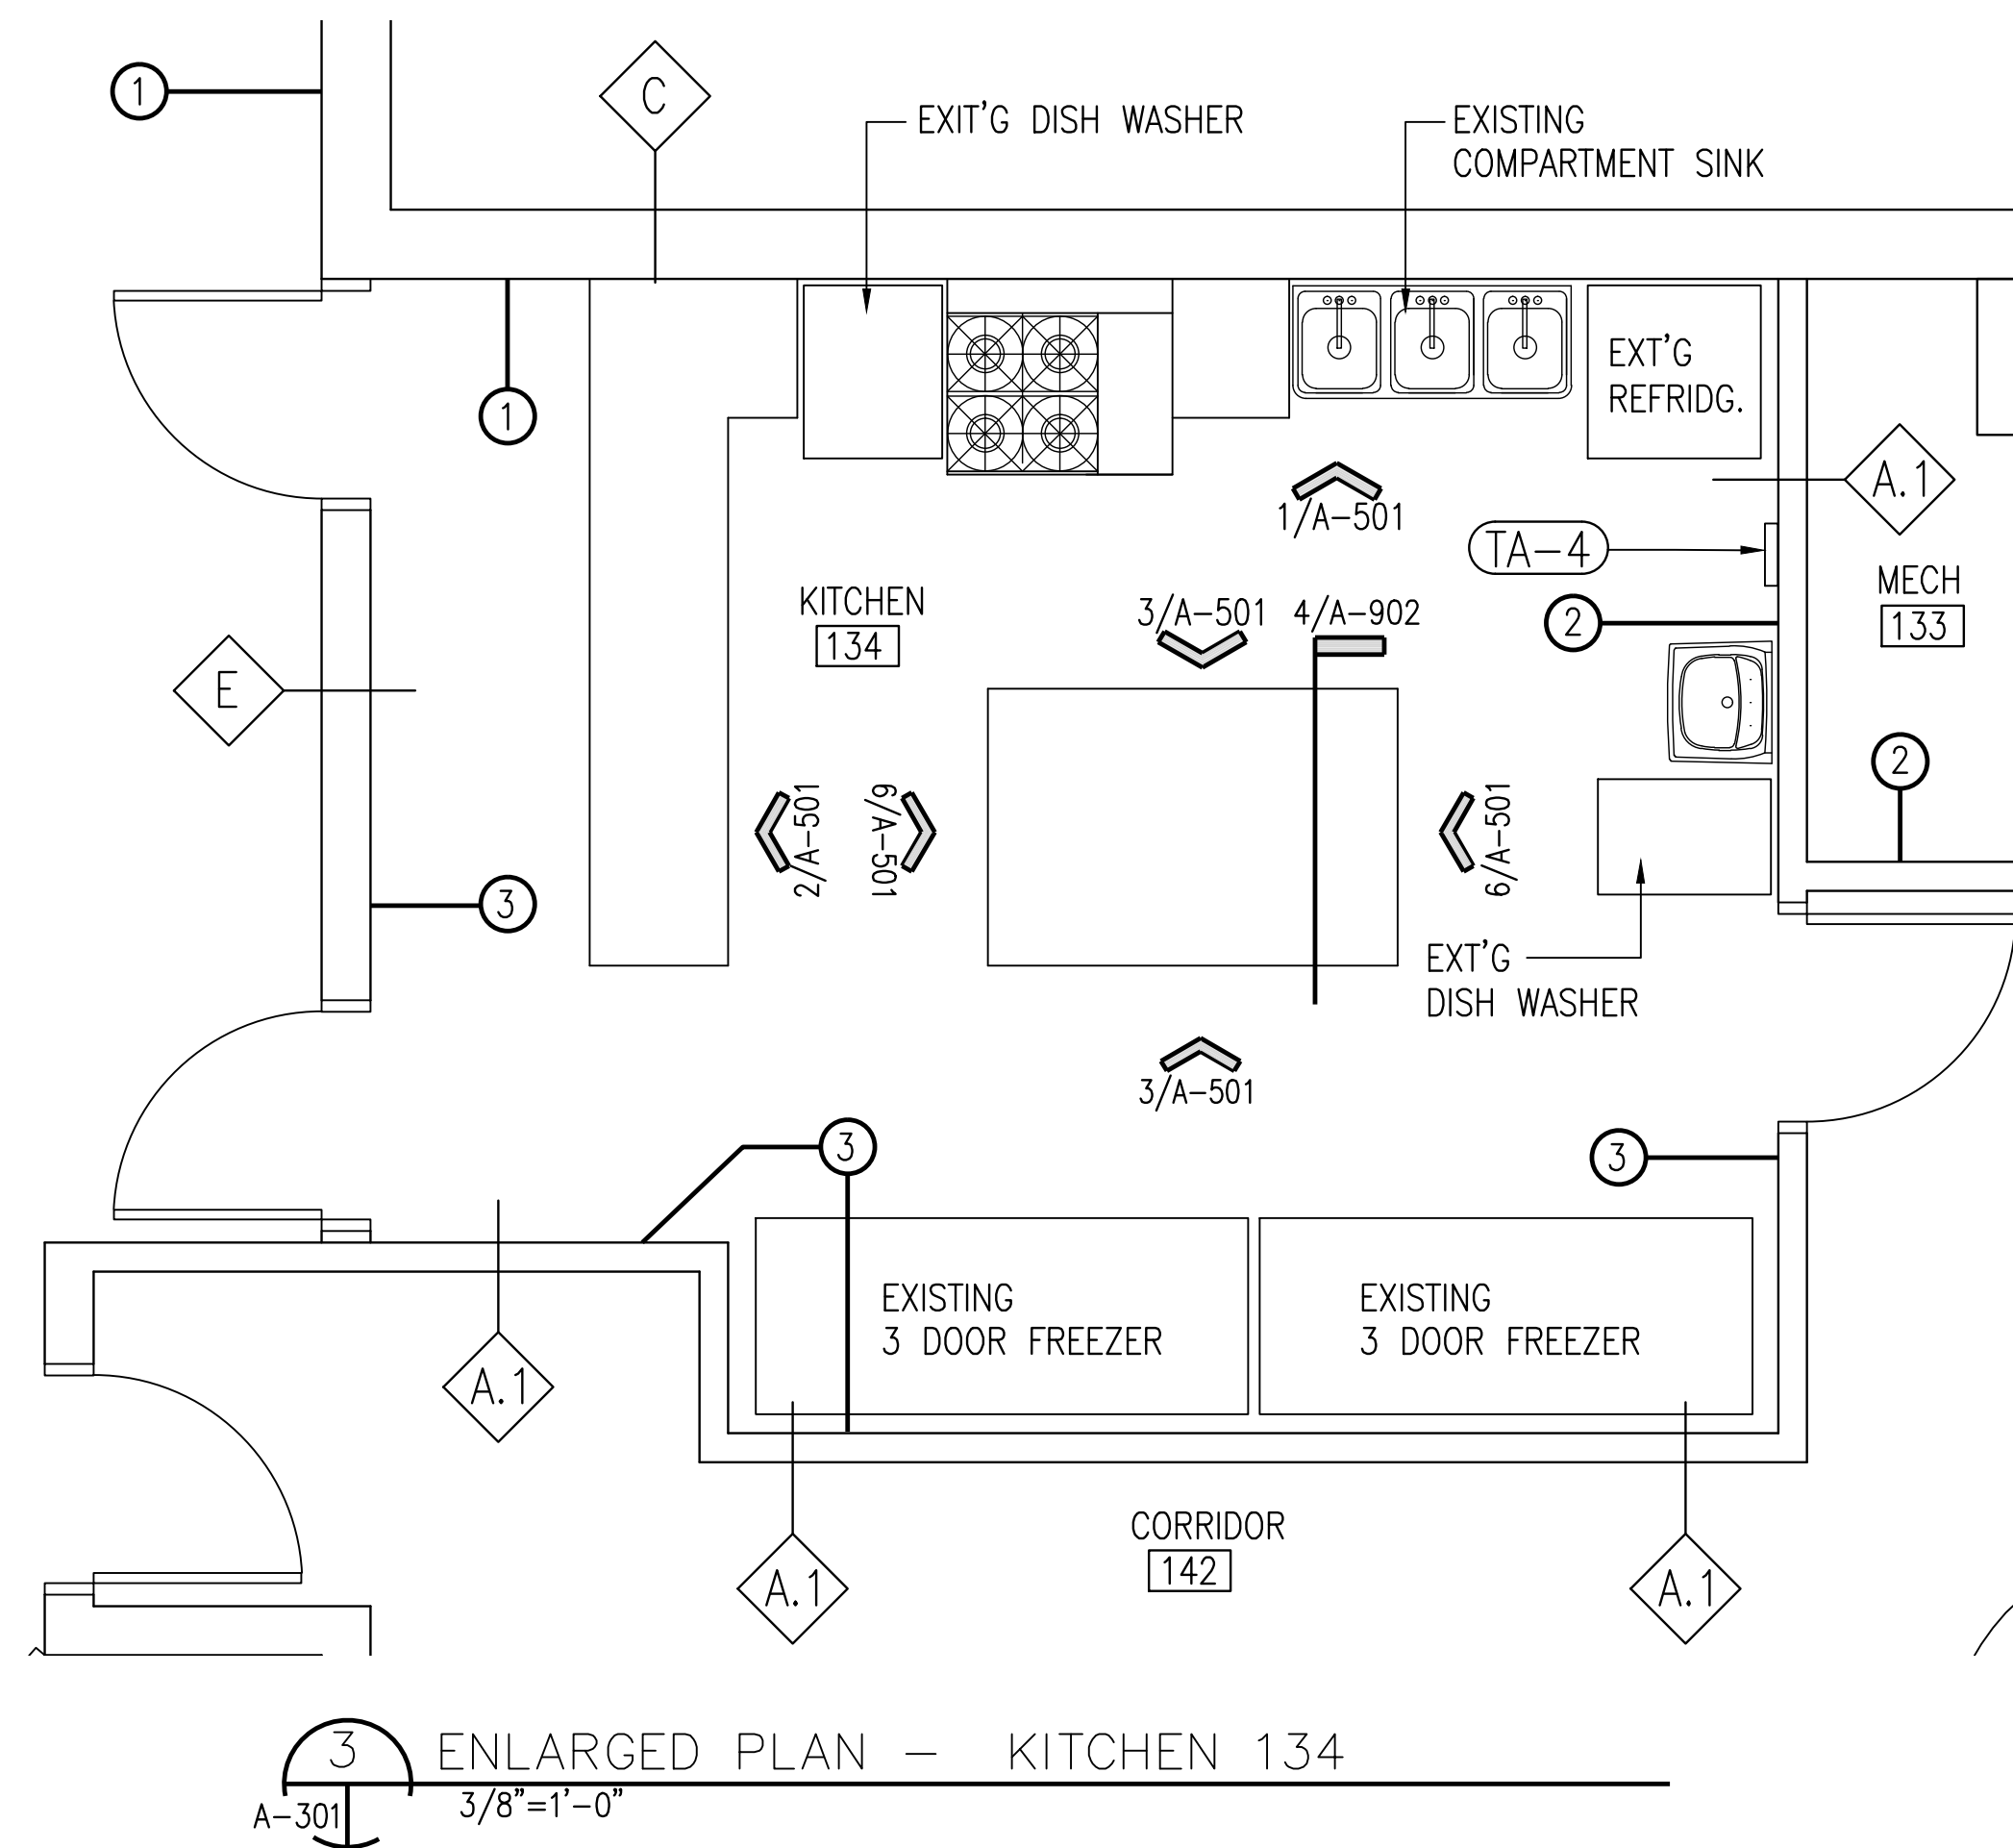 1
C
EXIT'G DISH WASHER
EXISTING
COMPARTMENT SINK
EXT'G
REFRIDG.
1
A.1
1/A-501
TA-4
MECH
133
KITCHEN
134
3/A-501
4/A-902
2
E
2
2/A-501
6/A-501
6/A-501
3
EXT'G
DISH WASHER
3/A-501
3
3
EXISTING
3 DOOR FREEZER
EXISTING
3 DOOR FREEZER
A.1
CORRIDOR
142
A.1
A.1
3
ENLARGED PLAN - KITCHEN 134
A-301
3/8"=1'-0"